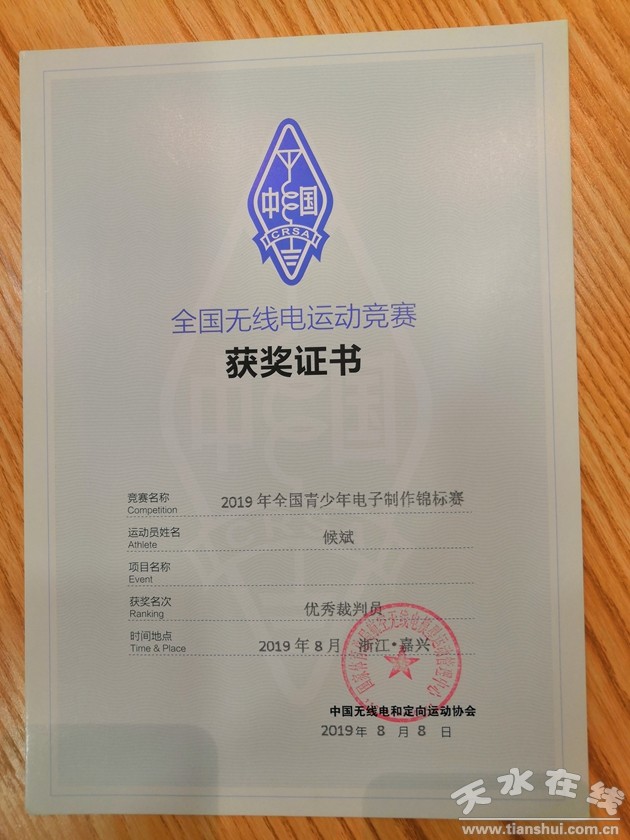 中 国
CRSA
全国无线电运动竞赛
获奖证书
竞赛名称 2019年全国青少年电子制作锦标赛
Competition
运动员姓名 候斌
Athlete
项目名称
Event
获奖名次 优秀裁判员
Ranking
时间地点 2019年8月 浙江•嘉兴
Time & Place
中国无线电和定向运动协会
2019年 8 月 8 日
天水在线
www.tianshui.com.cn